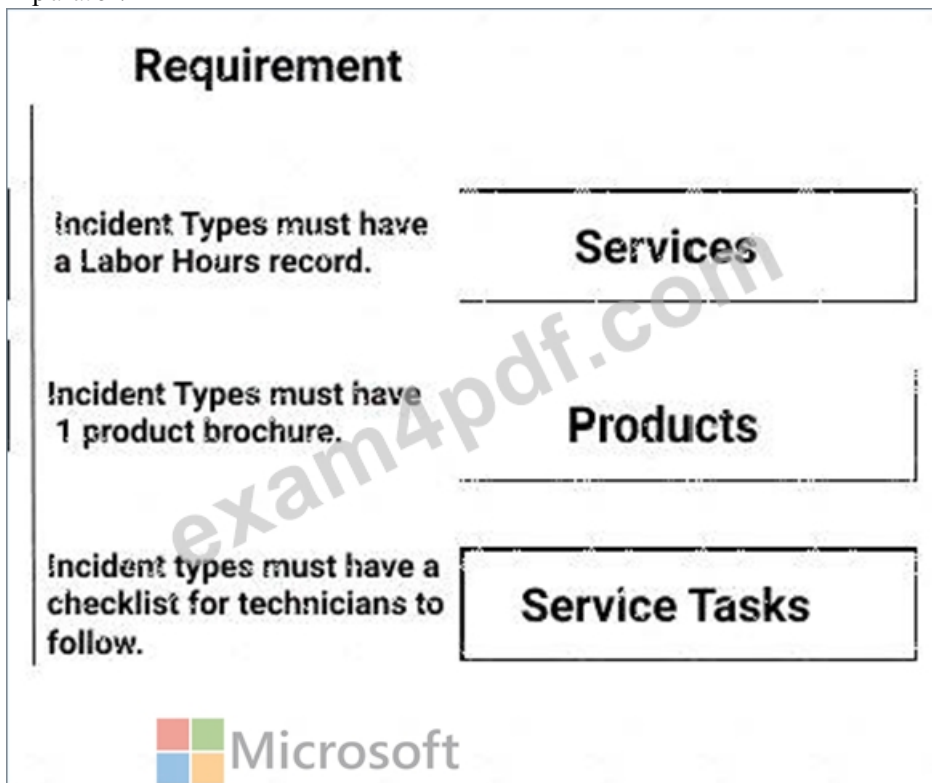 Requirement
Incident Types must have
a Labor Hours record.
Services
Incident Types must have
1 product brochure.
Products
Incident types must have a
checklist for technicians to
follow.
Service Tasks
exam4pdf.com
Microsoft